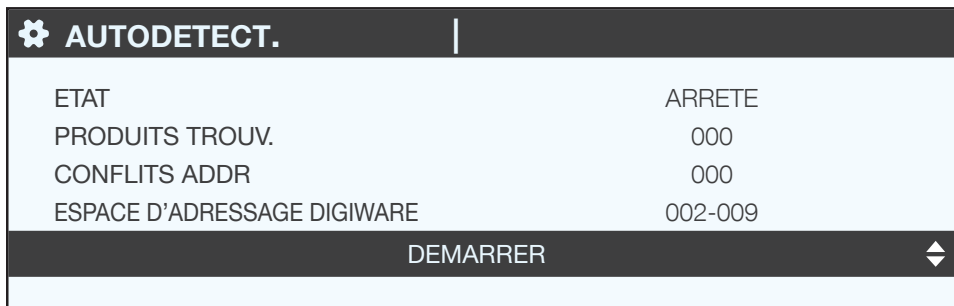 AUTODETECT.
ETAT ARRETE
PRODUITS TROUV. 000
CONFLITS ADDR 000
ESPACE D'ADRESSAGE DIGIWARE 002-009
DEMARRER